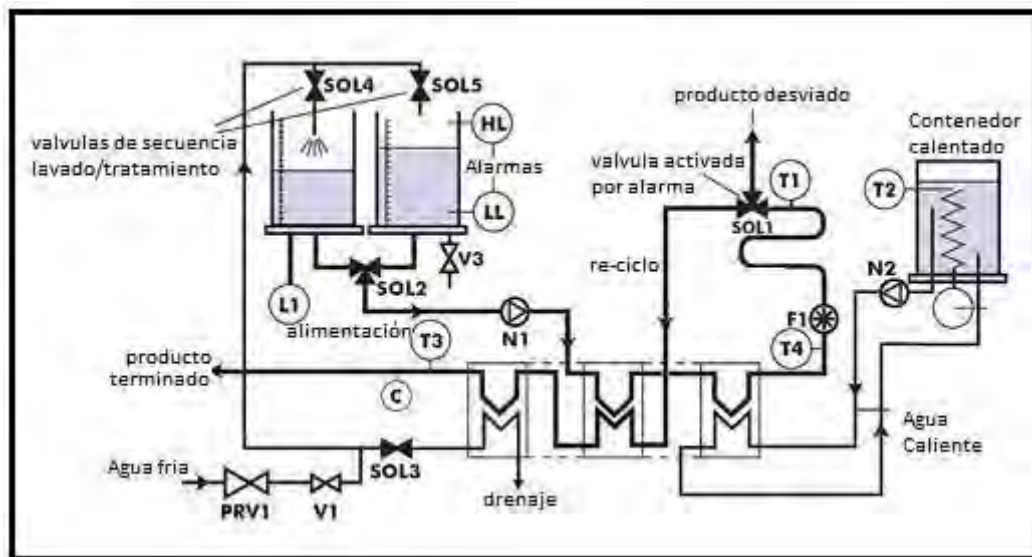 SOL4
SOL5
producto desviado
HL
Contenedor
calentado
valvulas de secuencia
lavado/tratamiento
Alarmas
valvula activada
por alarma
T1
T2
LL
SOL1
V3
re-ciclo
N2
L1
SOL2
F1
alimentación
T3
N1
T4
producto
terminado
C
Agua
Caliente
SOL3
Agua fria
drenaje
PRV1
V1